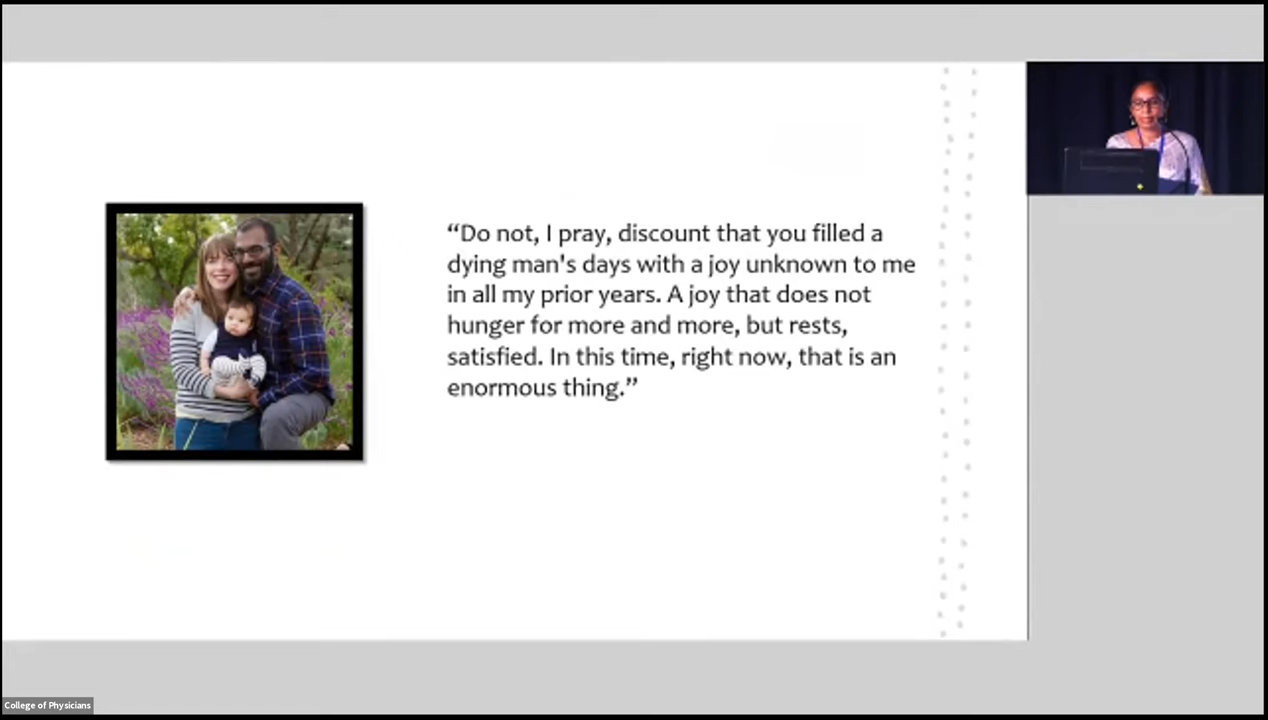 “Do not, I pray, discount that you filled a
dying man's days with a joy unknown to me
in all my prior years. A joy that does not
hunger for more and more, but rests,
satisfied. In this time, right now, that is an
enormous thing.”
College of Physicians